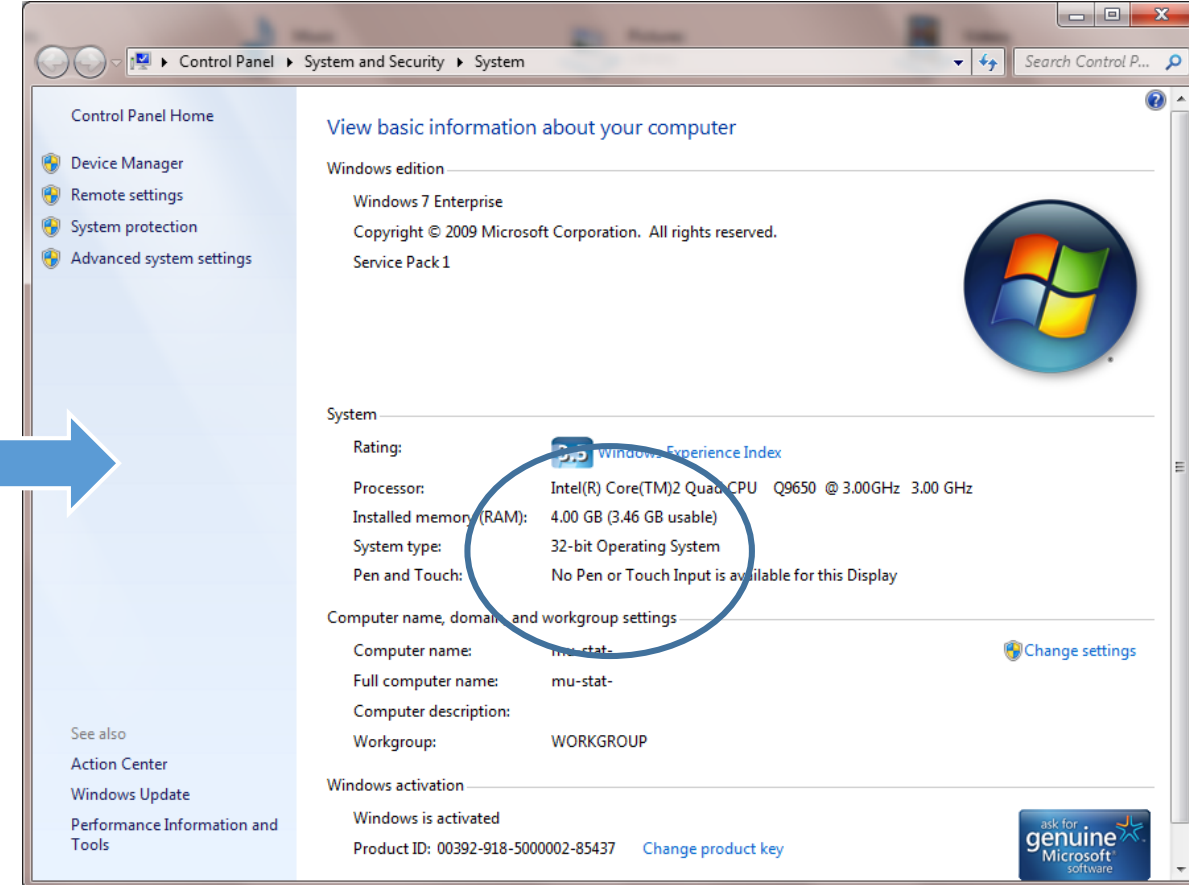 Control Panel ▸ System and Security ▸ System
Search Control P...
Control Panel Home
Device Manager
Remote settings
System protection
Advanced system settings
See also
Action Center
Windows Update
Performance Information and
Tools
View basic information about your computer
Windows edition
Windows 7 Enterprise
Copyright © 2009 Microsoft Corporation. All rights reserved.
Service Pack 1
System
Rating: Windows Experience Index
Processor: Intel(R) Core(TM)2 Quad CPU Q9650 @ 3.00GHz 3.00 GHz
Installed memory (RAM): 4.00 GB (3.46 GB usable)
System type: 32-bit Operating System
Pen and Touch: No Pen or Touch Input is available for this Display
Computer name, domain, and workgroup settings
Computer name: mu-stat-
Change settings
Full computer name: mu-stat-
Computer description:
Workgroup: WORKGROUP
Windows activation
Windows is activated
Product ID: 00392-918-5000002-85437 Change product key
ask for
genuine
Microsoft
software